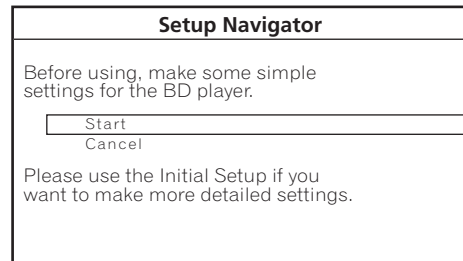 Setup Navigator
Before using, make some simple
settings for the BD player.
Start
Cancel
Please use the Initial Setup if you
want to make more detailed settings.